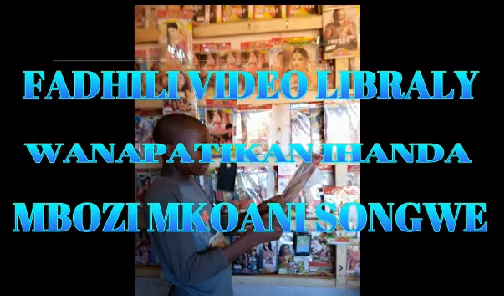 FADHILI VIDEO LIBRALY
WANAPATIKAN IHANDA
MBOZI MKOANI SONGWE